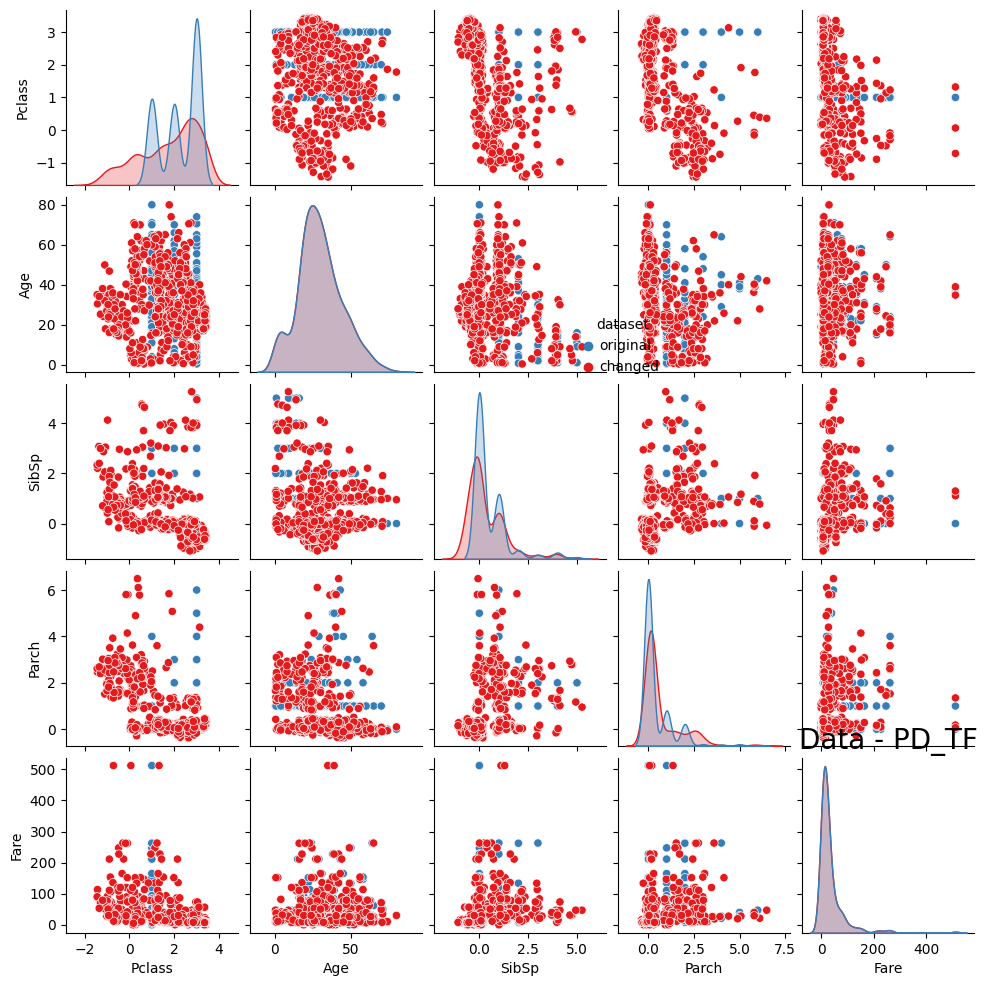 Pclass
3
2
1
0
−1
Age
80
60
40
20
0
dataset
original
changed
SibSp
4
2
0
Parch
6
4
2
0
Data - PD_TF
Fare
500
400
300
200
100
0
−2 0 2 4 0 50 0.0 2.5 5.0 0.0 2.5 5.0 7.5 0 200 400
Pclass Age SibSp Parch Fare